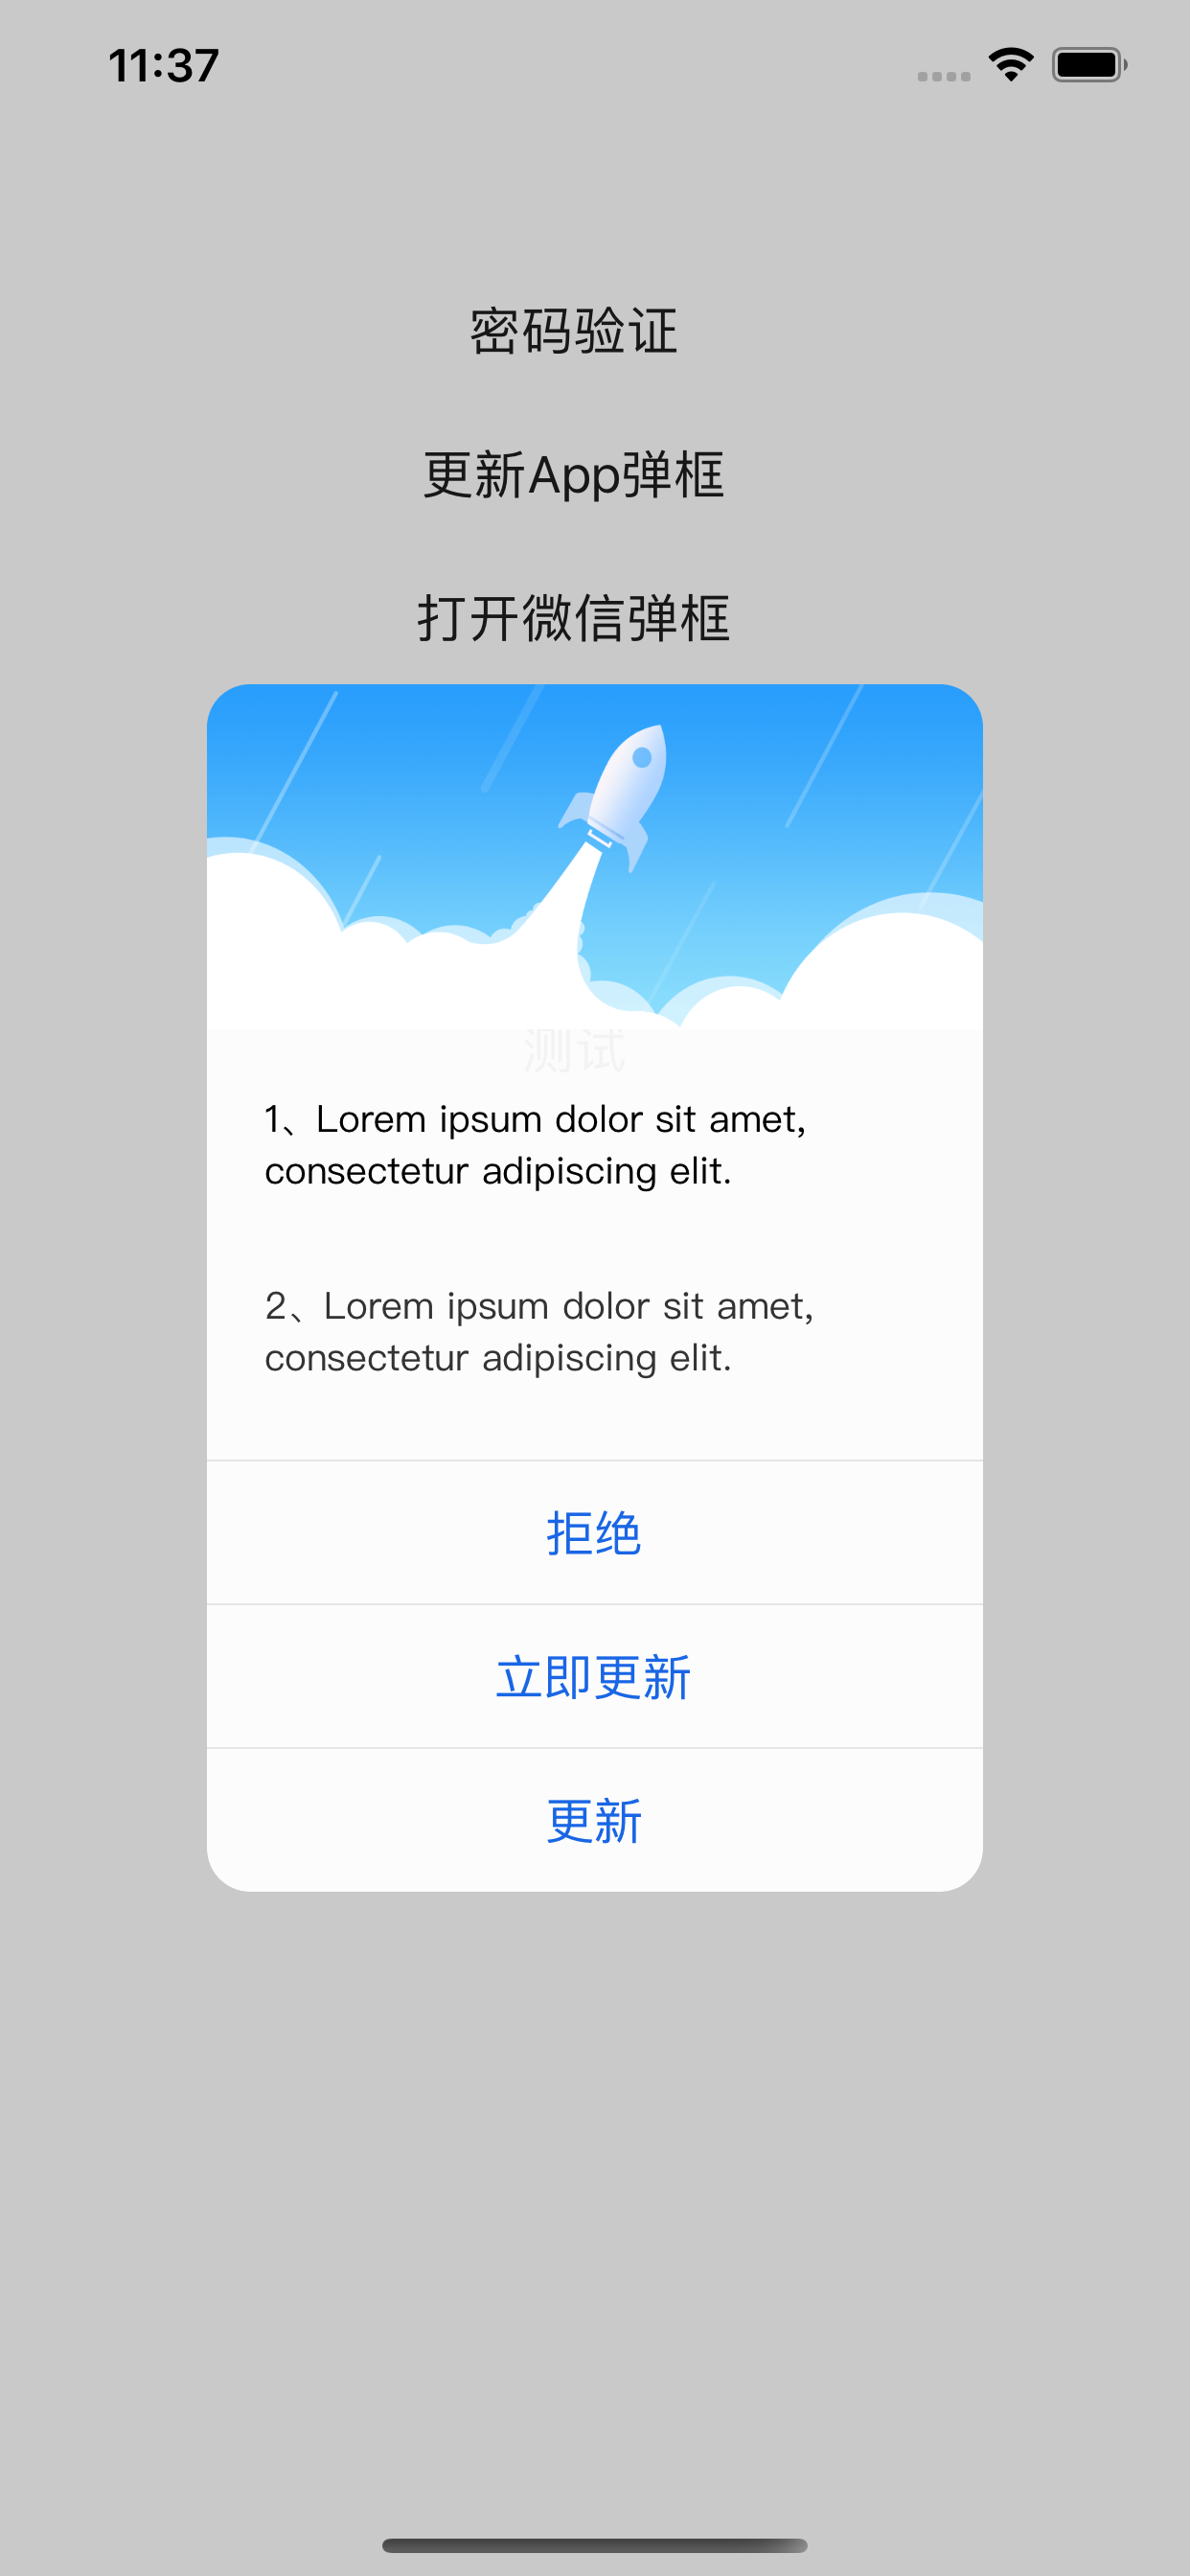 11:37
密码验证
更新App弹框
打开微信弹框
测试
1、Lorem ipsum dolor sit amet,
consectetur adipiscing elit.
2、Lorem ipsum dolor sit amet,
consectetur adipiscing elit.
拒绝
立即更新
更新